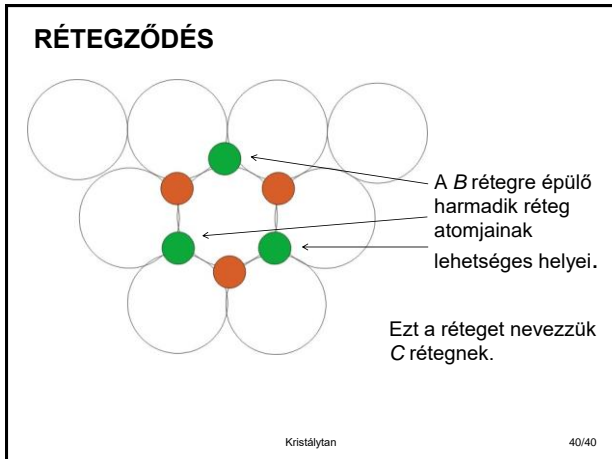 RÉTEGZŐDÉS
A B rétegre épülő
harmadik réteg
atomjainak
lehetséges helyei.
Ezt a réteget nevezzük
C rétegnek.
Kristálytan
40/40